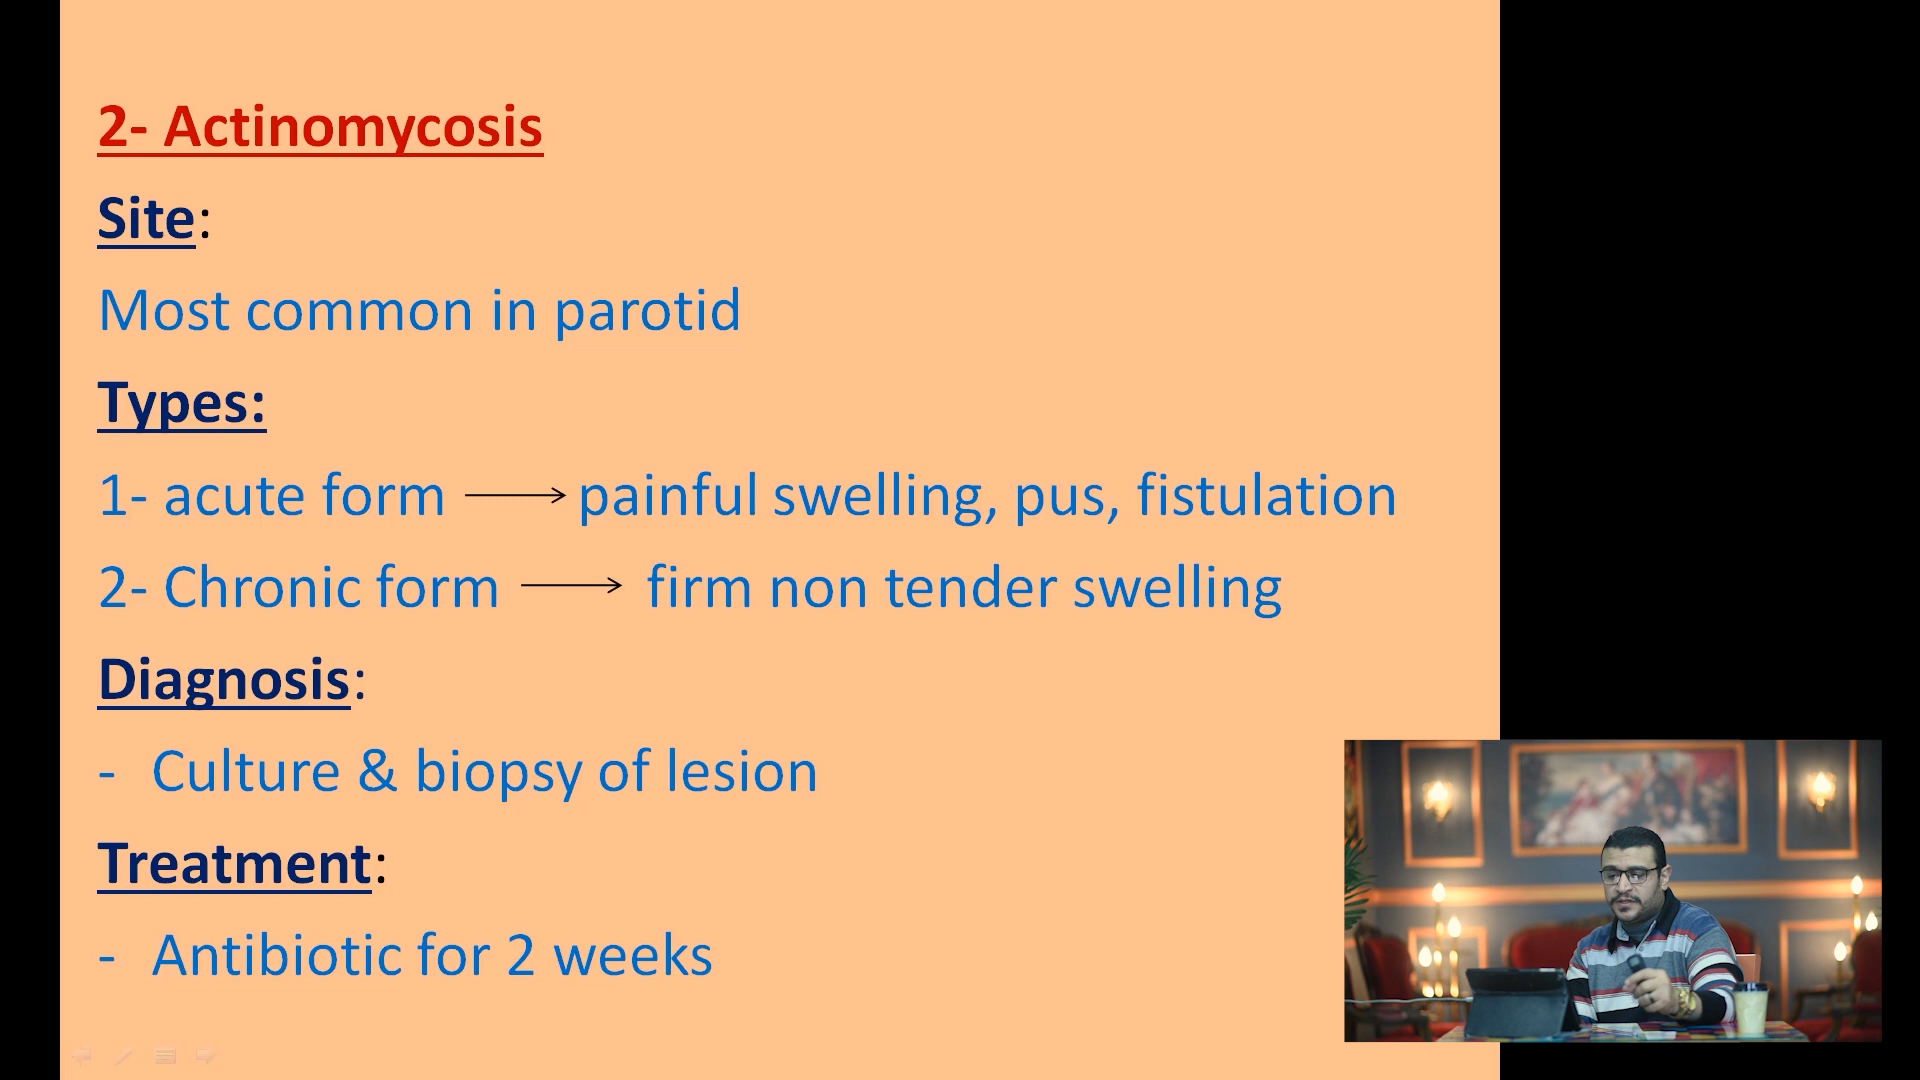 2- Actinomycosis
Site:
Most common in parotid
Types:
1- acute form → painful swelling, pus, fistulation
2- Chronic form → firm non tender swelling
Diagnosis:
- Culture & biopsy of lesion
Treatment:
- Antibiotic for 2 weeks